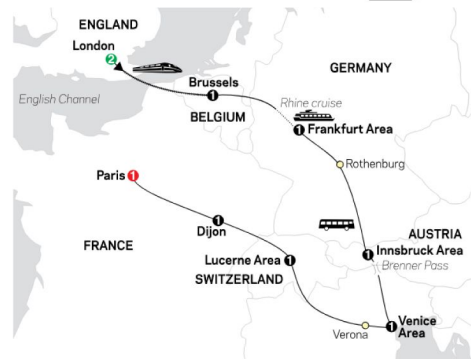 ENGLAND
London
2
English Channel
Brussels
1
BELGIUM
GERMANY
Rhine cruise
1 Frankfurt Area
Rothenburg
Paris 1
1
Dijon
FRANCE
Lucerne Area 1
SWITZERLAND
AUSTRIA
1 Innsbruck Area
Brenner Pass
Verona
1 Venice
Area